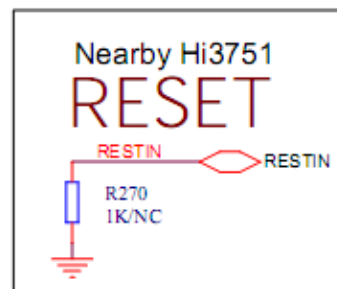 Nearby Hi3751
RESET
RESTIN
RESTIN
R270
1K/NC